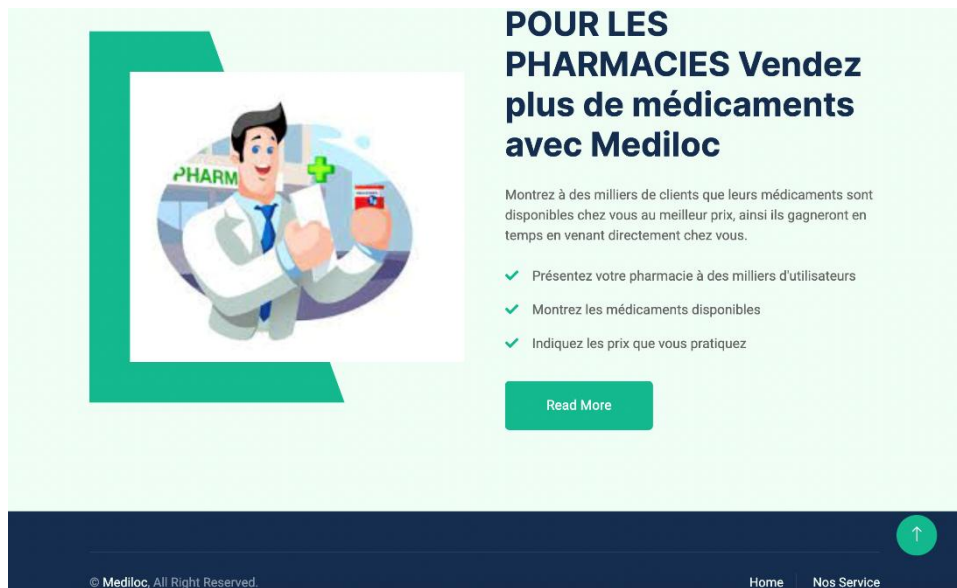 POUR LES
PHARMACIES Vendez
plus de médicaments
avec Mediloc
PHARM
Montrez à des milliers de clients que leurs médicaments sont
disponibles chez vous au meilleur prix, ainsi ils gagneront en
temps en venant directement chez vous.
Présentez votre pharmacie à des milliers d'utilisateurs
Montrez les médicaments disponibles
Indiquez les prix que vous pratiquez
Read More
© Mediloc, All Right Reserved.
Home
Nos Service